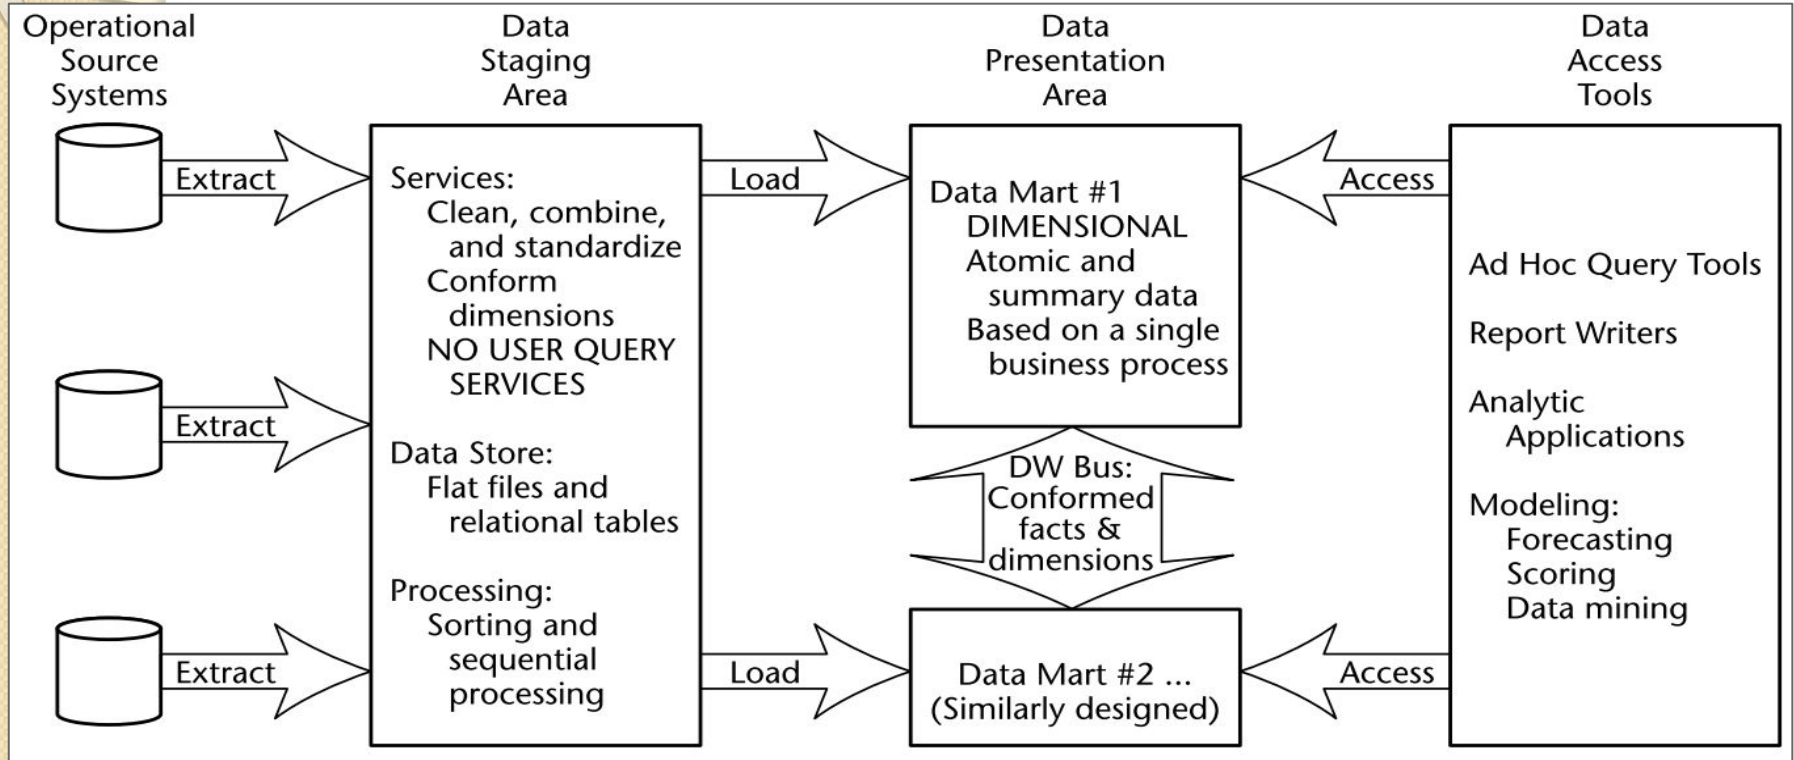 Operational
Source
Systems
Data
Staging
Area
Data
Presentation
Area
Data
Access
Tools
Extract
Extract
Extract
Services:
Clean, combine,
and standardize
Conform
dimensions
NO USER QUERY
SERVICES
Data Store:
Flat files and
relational tables
Processing:
Sorting and
sequential
processing
Load
Load
Data Mart #1
DIMENSIONAL
Atomic and
summary data
Based on a single
business process
DW Bus:
Conformed
facts &
dimensions
Data Mart #2 ...
(Similarly designed)
Access
Access
Ad Hoc Query Tools
Report Writers
Analytic
Applications
Modeling:
Forecasting
Scoring
Data mining